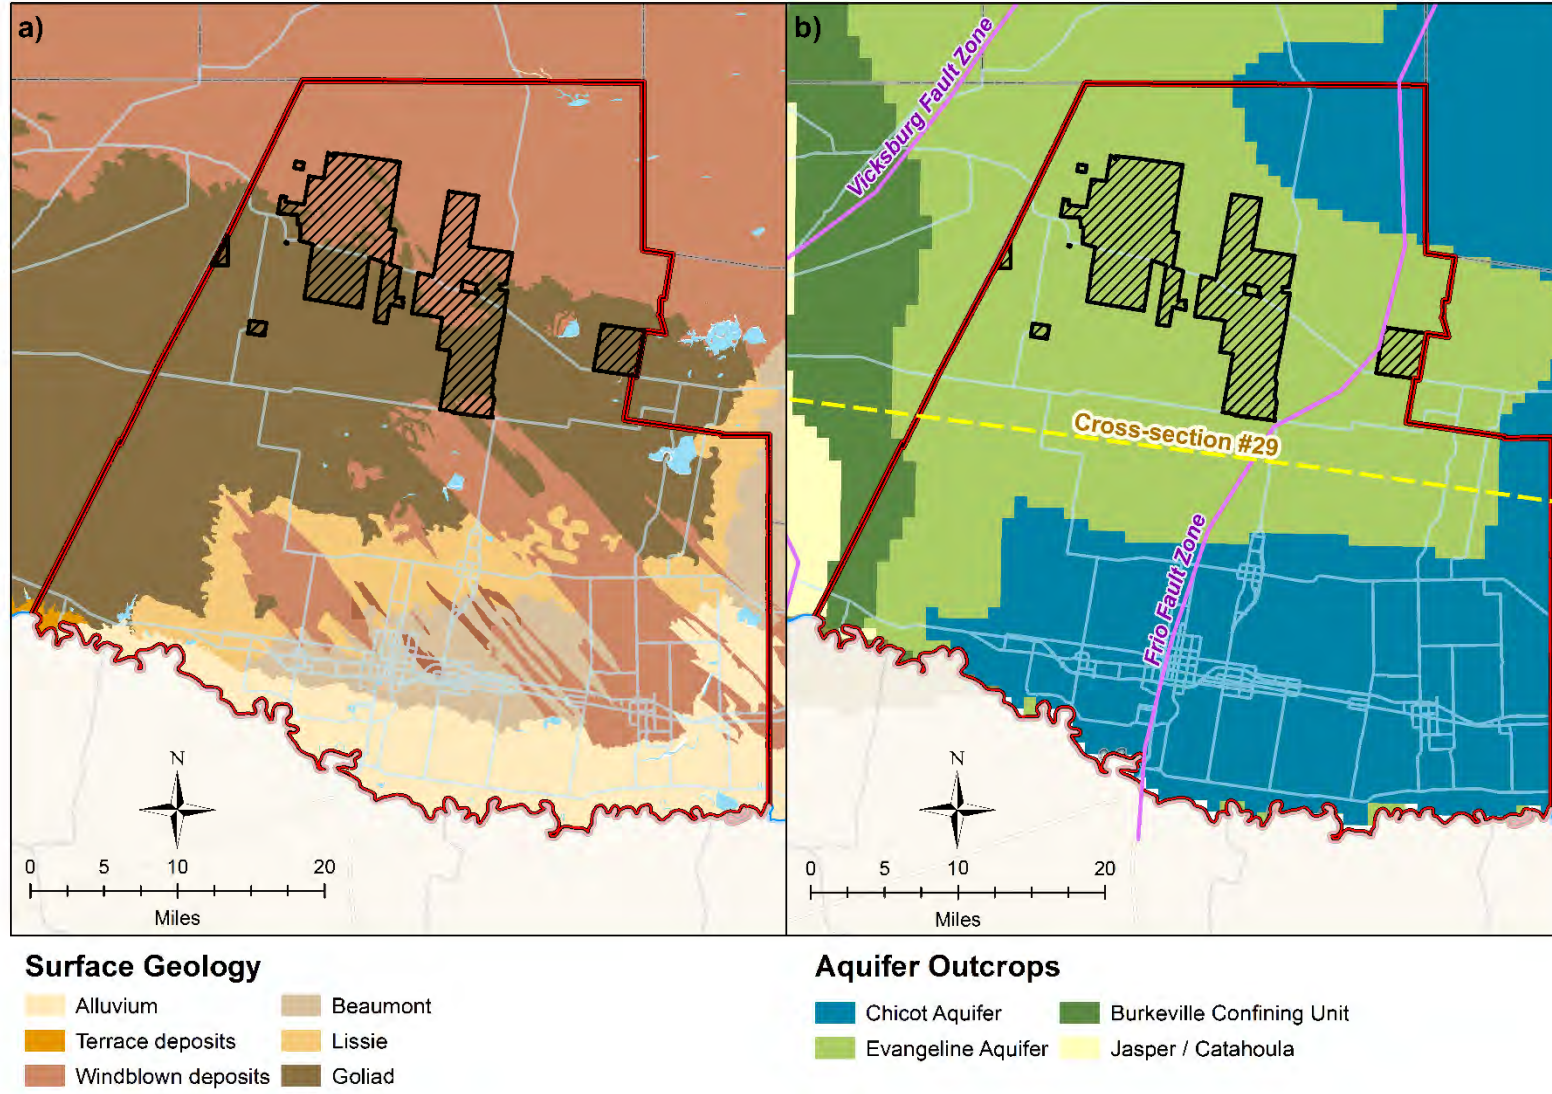 a)
b)
Vicksburg Fault Zone
Cross-section #29
Frio Fault Zone
N
0 5 10 20
Miles
N
0 5 10 20
Miles
Surface Geology
Alluvium
Beaumont
Terrace deposits
Lissie
Windblown deposits
Goliad
Aquifer Outcrops
Chicot Aquifer
Burkeville Confining Unit
Evangeline Aquifer
Jasper / Catahoula